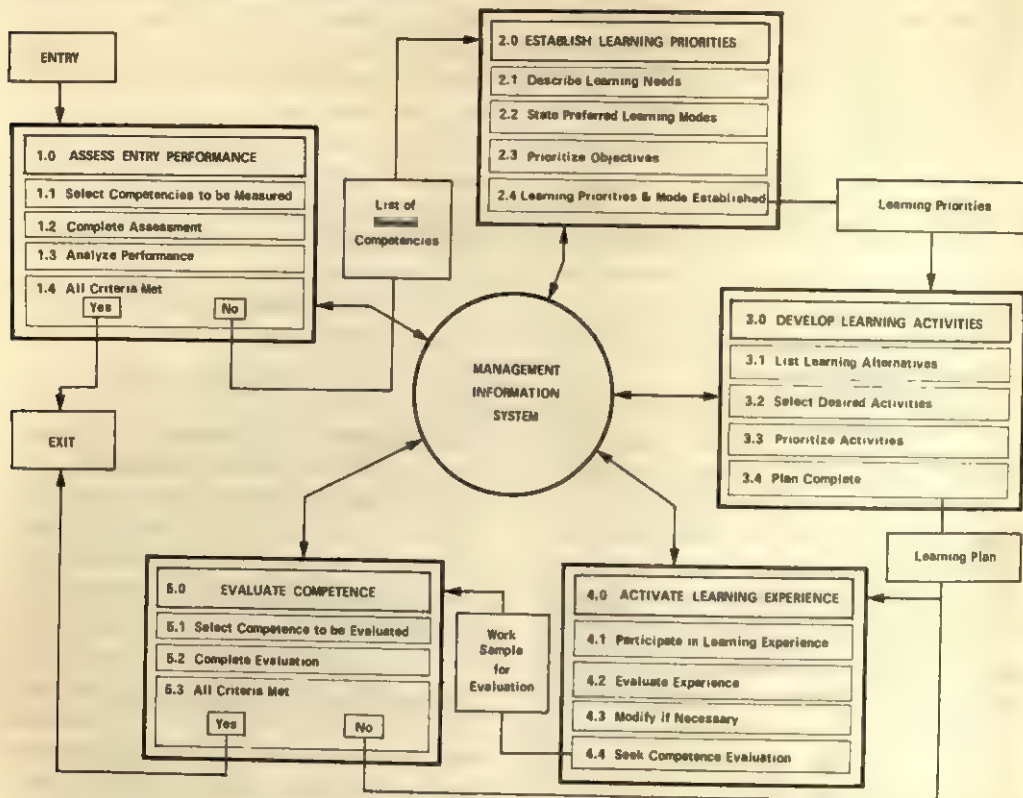 ENTRY
1.0 ASSESS ENTRY PERFORMANCE
1.1 Select Competencies to be Measured
1.2 Complete Assessment
1.3 Analyze Performance
1.4 All Criteria Met
Yes
No
EXIT
List of
Competencies
2.0 ESTABLISH LEARNING PRIORITIES
2.1 Describe Learning Needs
2.2 State Preferred Learning Modes
2.3 Prioritize Objectives
2.4 Learning Priorities & Mode Established
Learning Priorities
3.0 DEVELOP LEARNING ACTIVITIES
3.1 List Learning Alternatives
3.2 Select Desired Activities
3.3 Prioritize Activities
3.4 Plan Complete
Learning Plan
MANAGEMENT
INFORMATION
SYSTEM
4.0 ACTIVATE LEARNING EXPERIENCE
4.1 Participate in Learning Experience
4.2 Evaluate Experience
4.3 Modify if Necessary
4.4 Seek Competence Evaluation
Work
Sample
for
Evaluation
5.0 EVALUATE COMPETENCE
5.1 Select Competence to be Evaluated
5.2 Complete Evaluation
5.3 All Criteria Met
Yes
No